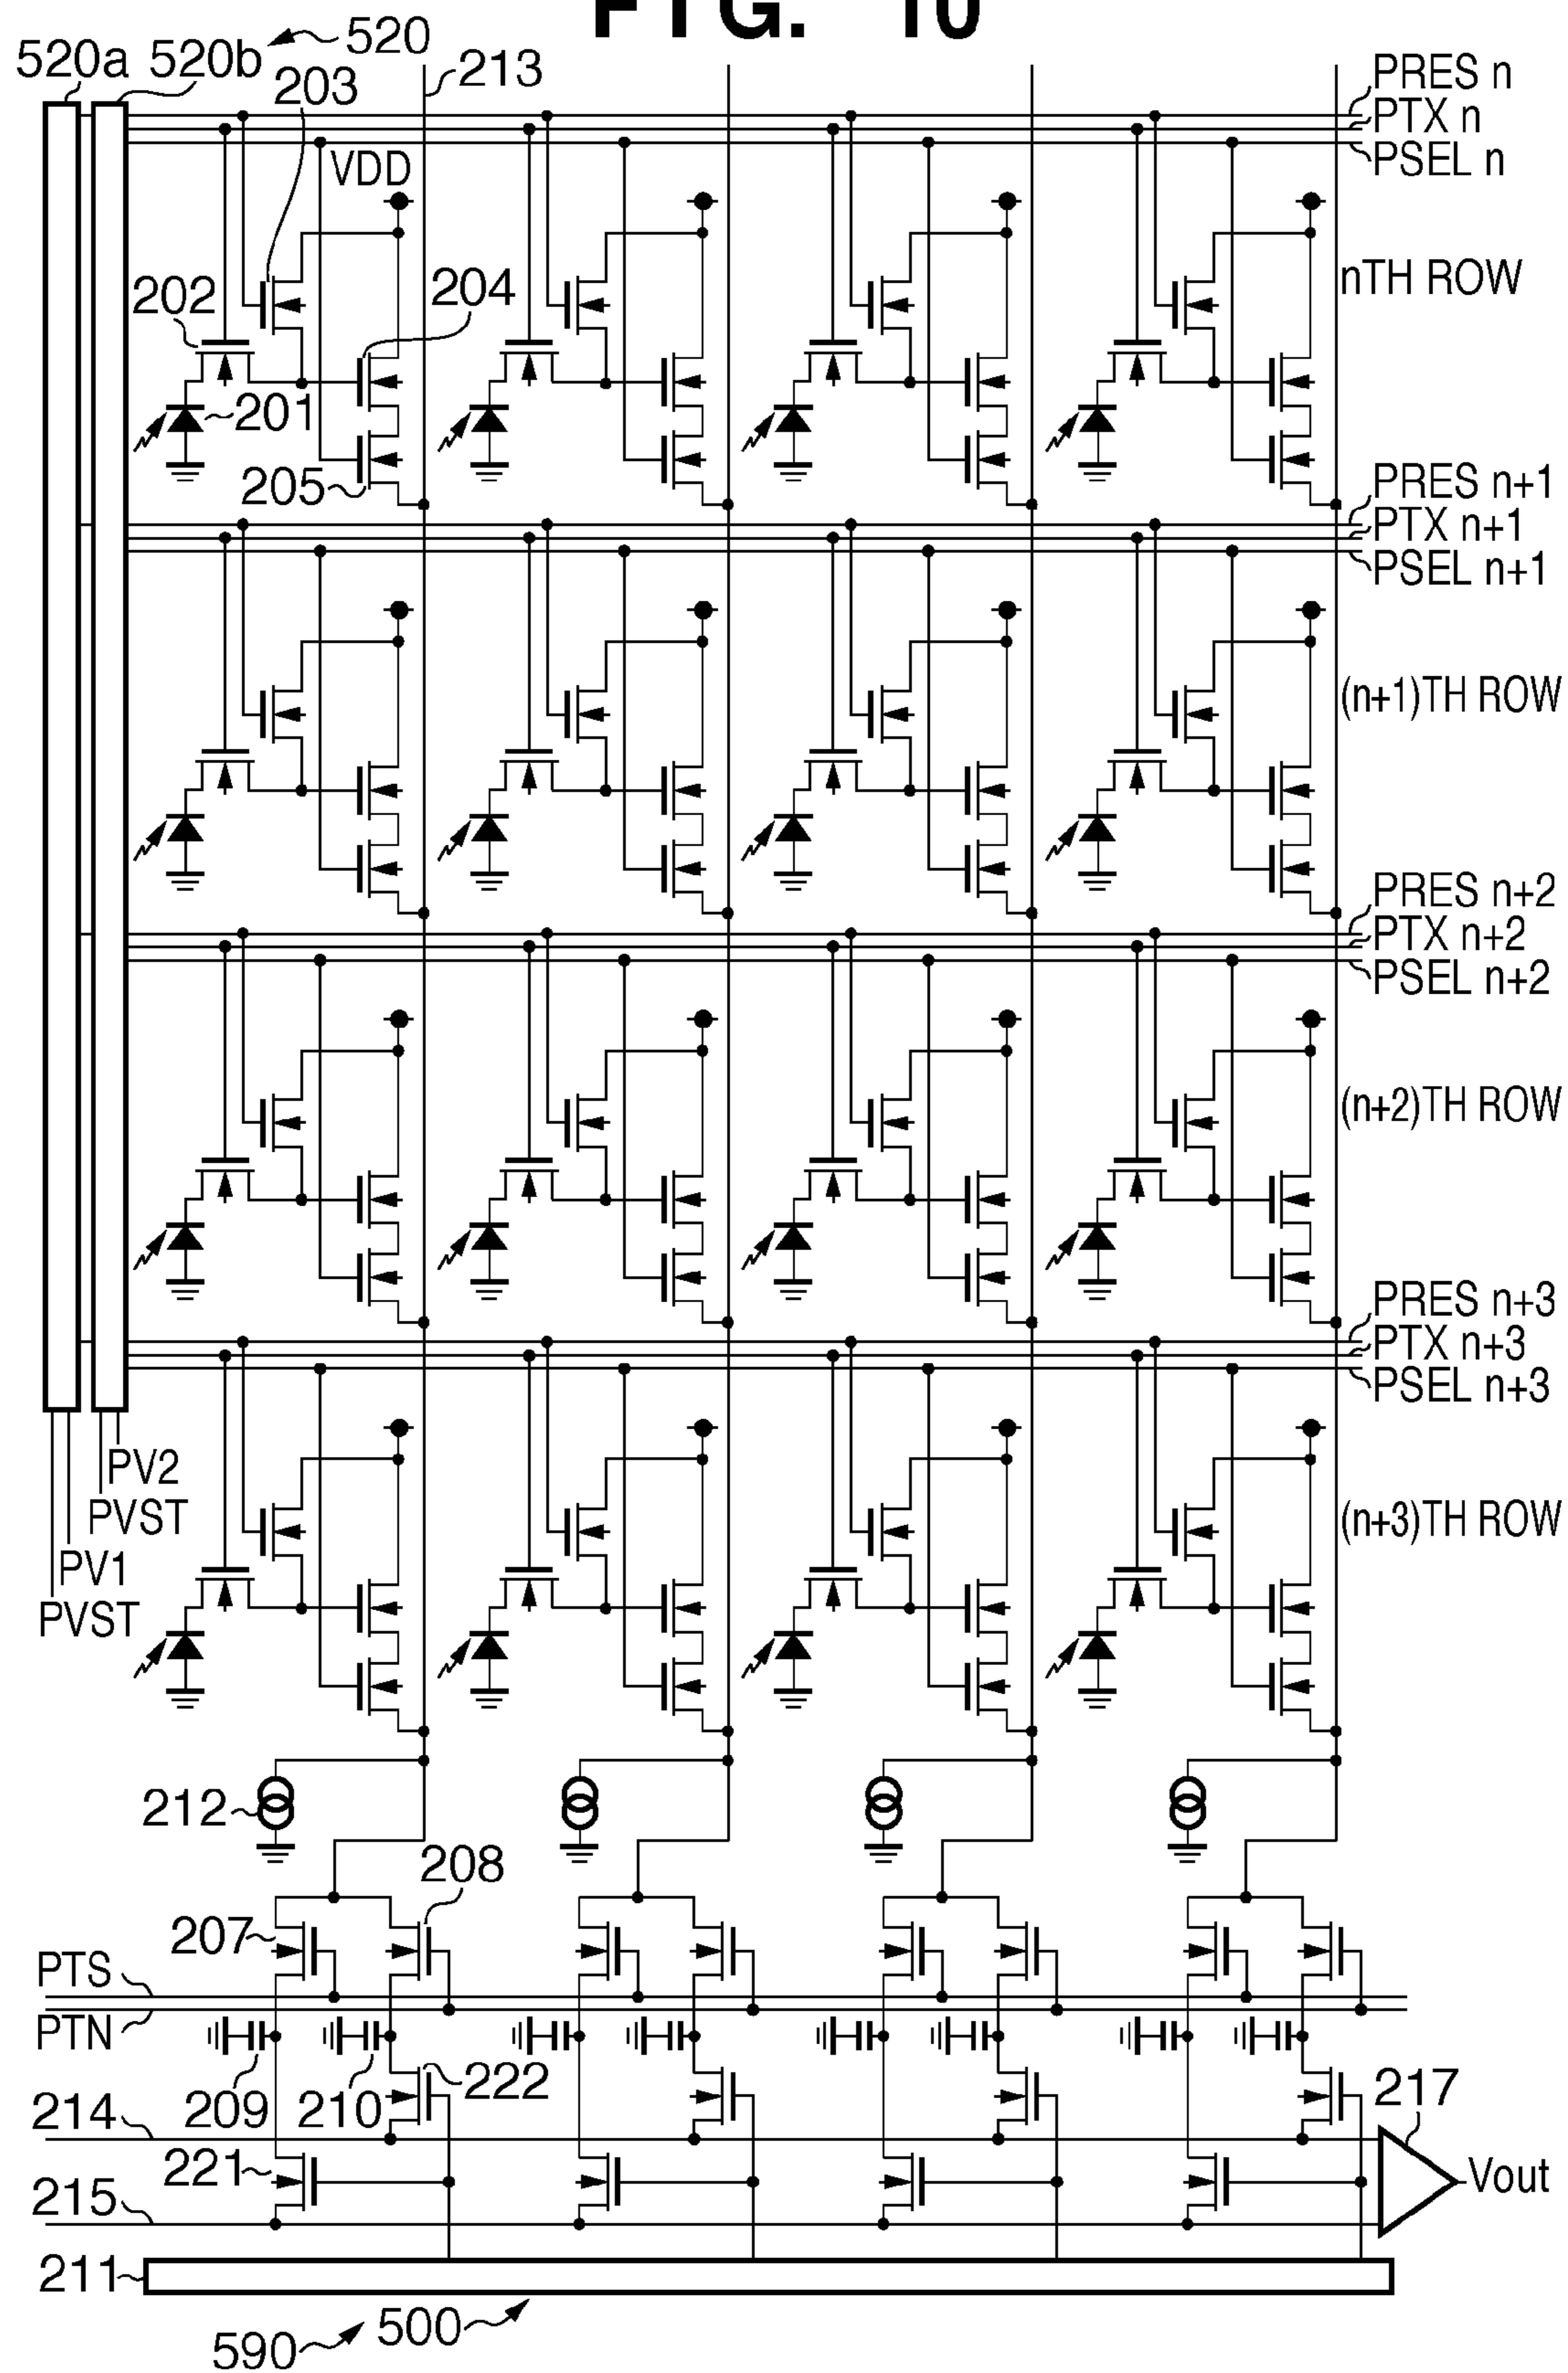 FIG. 10
520a 520b 520
203
213
PRES n
PTX n
PSEL n
VDD
202
204
nTH ROW
201
205
PRES n+1
PTX n+1
PSEL n+1
(n+1)TH ROW
PRES n+2
PTX n+2
PSEL n+2
(n+2)TH ROW
PRES n+3
PTX n+3
PSEL n+3
PV2
PVST
PV1
PVST
(n+3)TH ROW
212
208
207
PTS
PTN
209 210 222
214
217
221
215
Vout
211
590 500